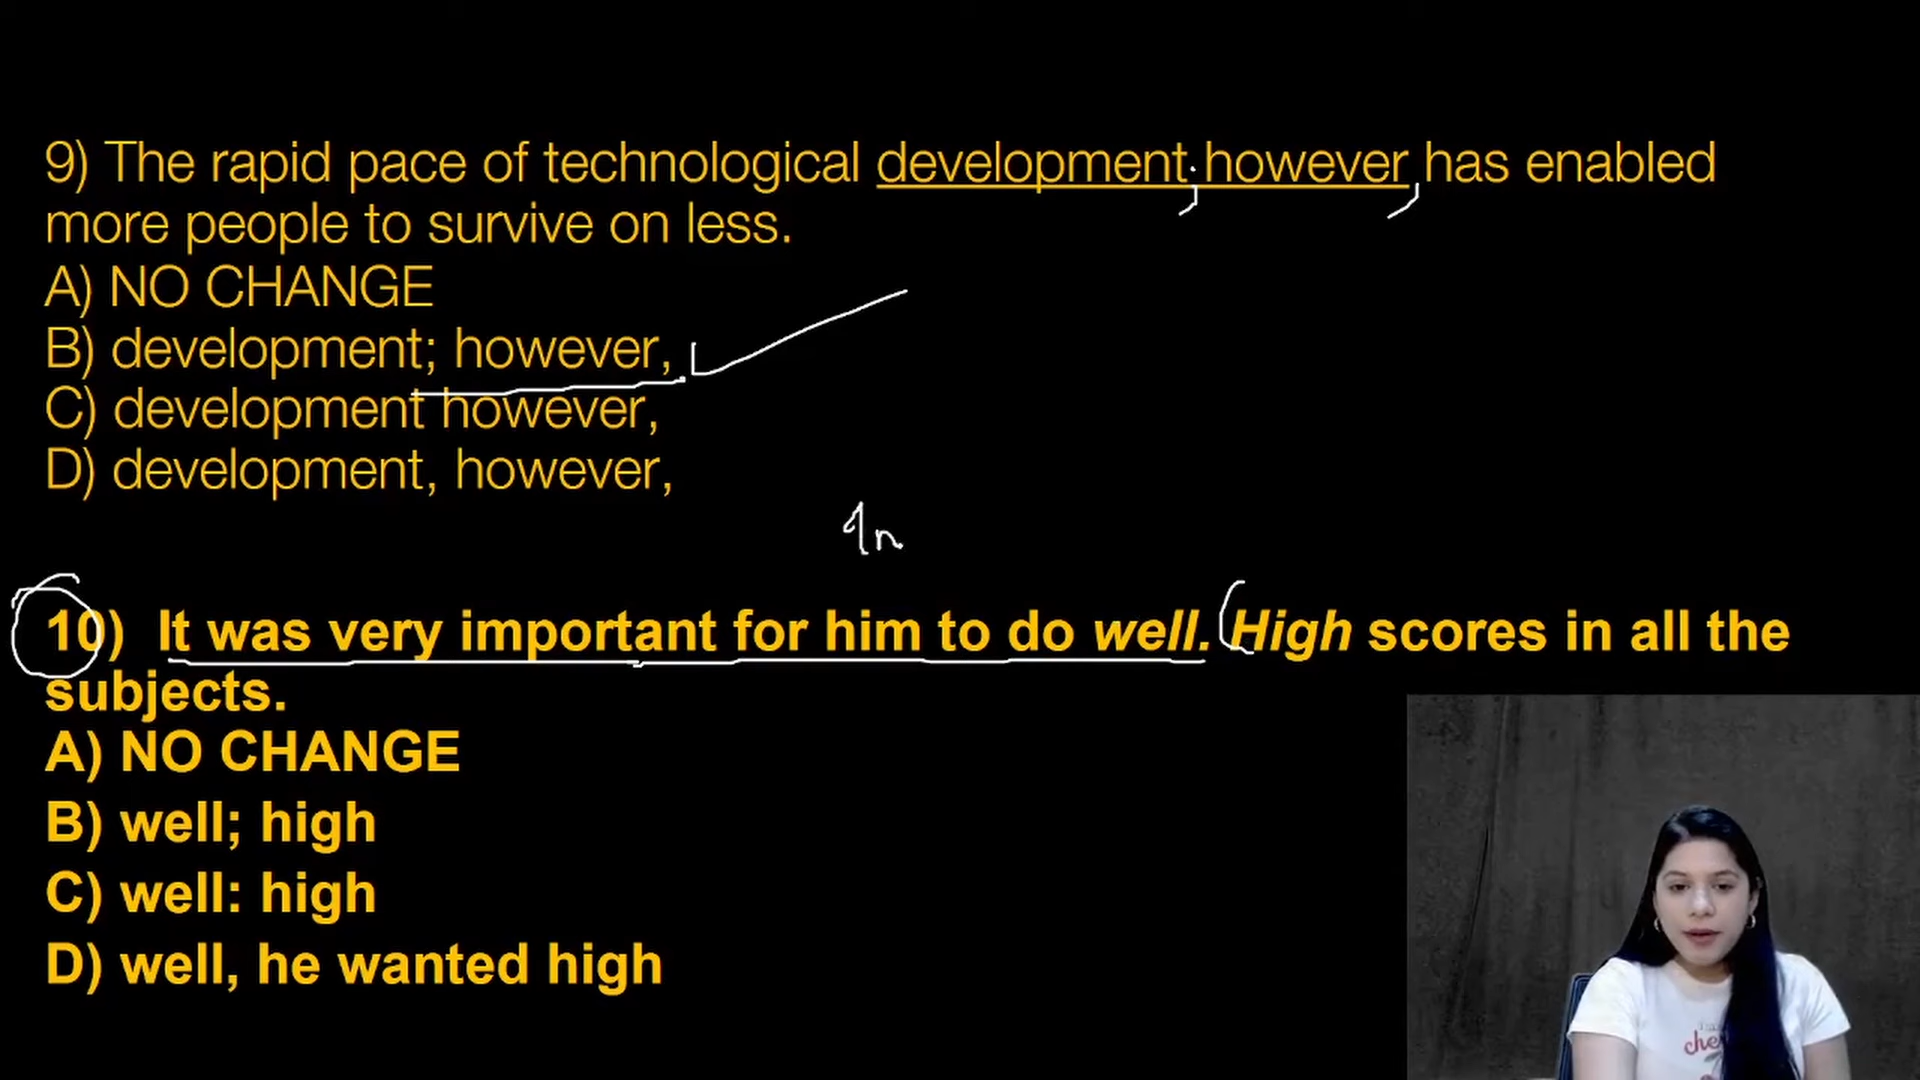 9) The rapid pace of technological development; however, has enabled
more people to survive on less.
A) NO CHANGE
B) development; however,
C) development however,
D) development, however,
In
10) It was very important for him to do well. High scores in all the
subjects.
A) NO CHANGE
B) well; high
C) well: high
D) well, he wanted high